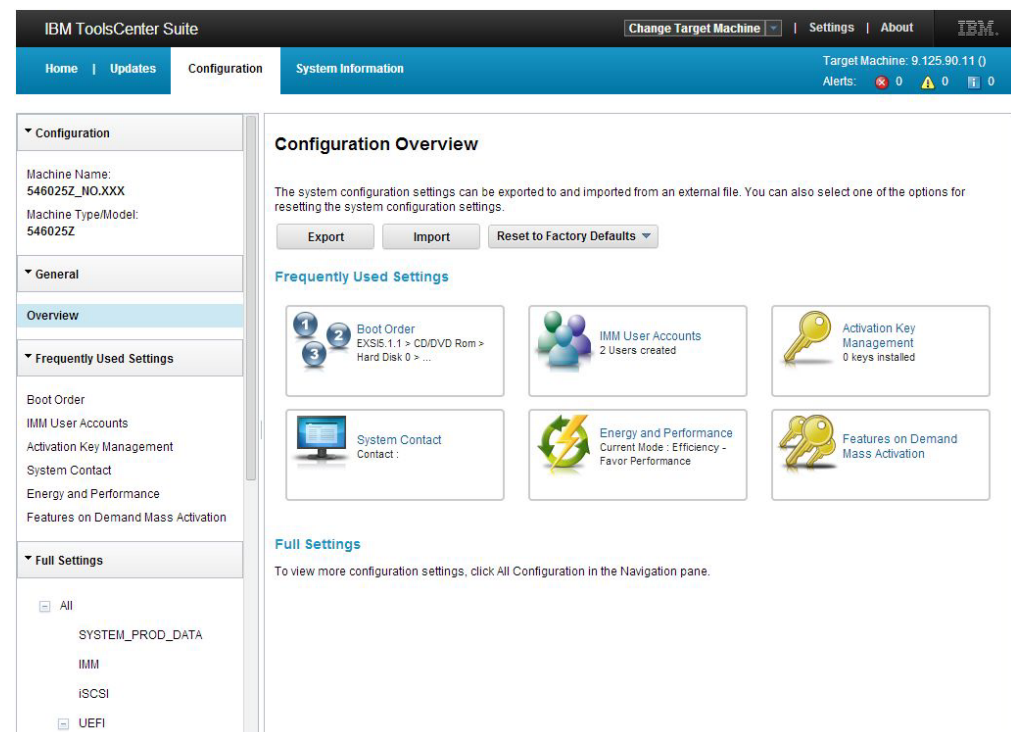 IBM ToolsCenter Suite
Change Target Machine | Settings | About IBM.
Home | Updates Configuration System Information
Target Machine: 9.125.90.11 ()
Alerts: 0 0 0
Configuration
Machine Name:
546025Z_NO.XXX
Machine Type/Model:
546025Z
General
Overview
Frequently Used Settings
Boot Order
IMM User Accounts
Activation Key Management
System Contact
Energy and Performance
Features on Demand Mass Activation
Full Settings
All
SYSTEM_PROD_DATA
IMM
iSCSI
UEFI
Configuration Overview
The system configuration settings can be exported to and imported from an external file. You can also select one of the options for
resetting the system configuration settings.
Export Import Reset to Factory Defaults
Frequently Used Settings
1 2 3
Boot Order
EXSI5.1.1 > CD/DVD Rom >
Hard Disk 0 > ...
IMM User Accounts
2 Users created
Activation Key
Management
0 keys installed
System Contact
Contact :
Energy and Performance
Current Mode : Efficiency -
Favor Performance
Features on Demand
Mass Activation
Full Settings
To view more configuration settings, click All Configuration in the Navigation pane.